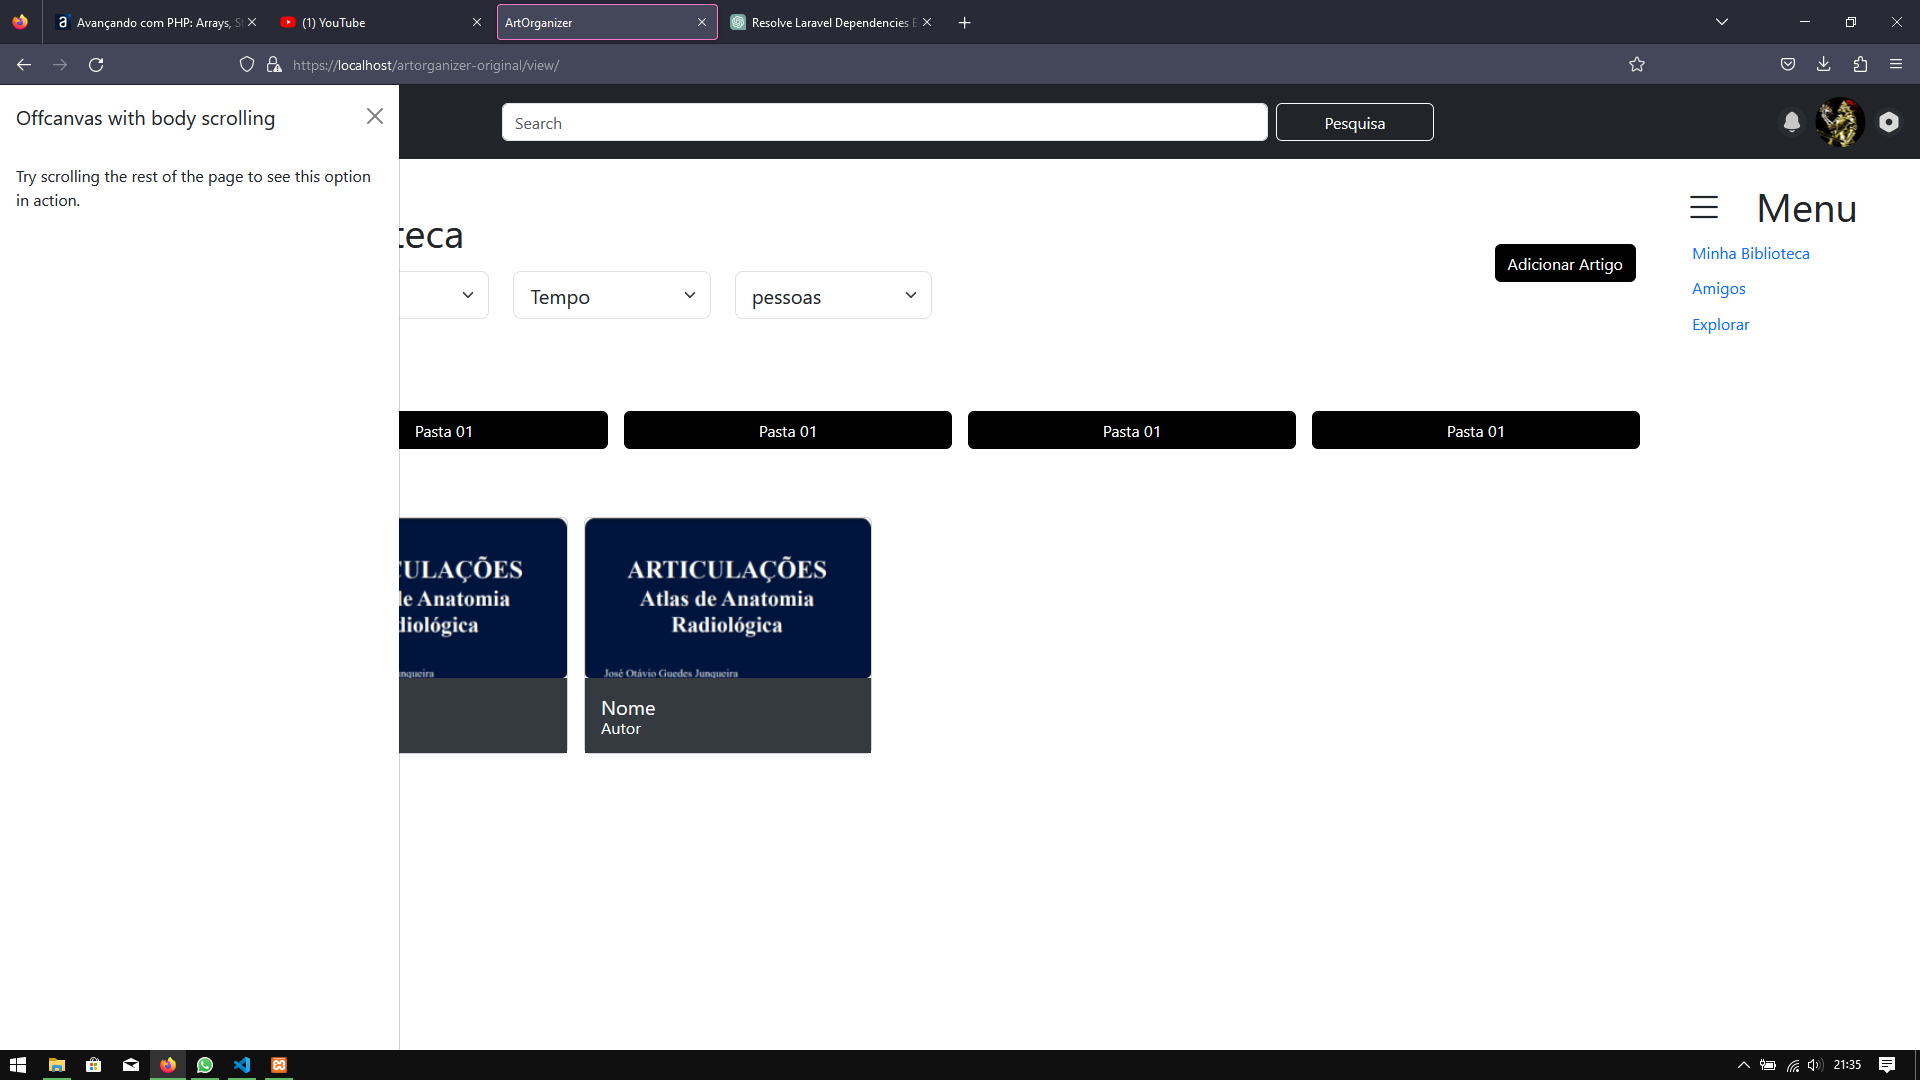 Avançando com PHP: Arrays, S
(1) YouTube
ArtOrganizer
Resolve Laravel Dependencies E
https://localhost/artorganizer-original/view/
Offcanvas with body scrolling
Search
Pesquisa
Try scrolling the rest of the page to see this option
in action.
Menu
teca
Minha Biblioteca
Adicionar Artigo
Amigos
Tempo
pessoas
Explorar
Pasta 01
Pasta 01
Pasta 01
Pasta 01
CULAÇÕES
de Anatomia
diológica
nqueira
ARTICULAÇÕES
Atlas de Anatomia
Radiológica
José Otávio Guedes Junqueira
Nome
Autor
21:35